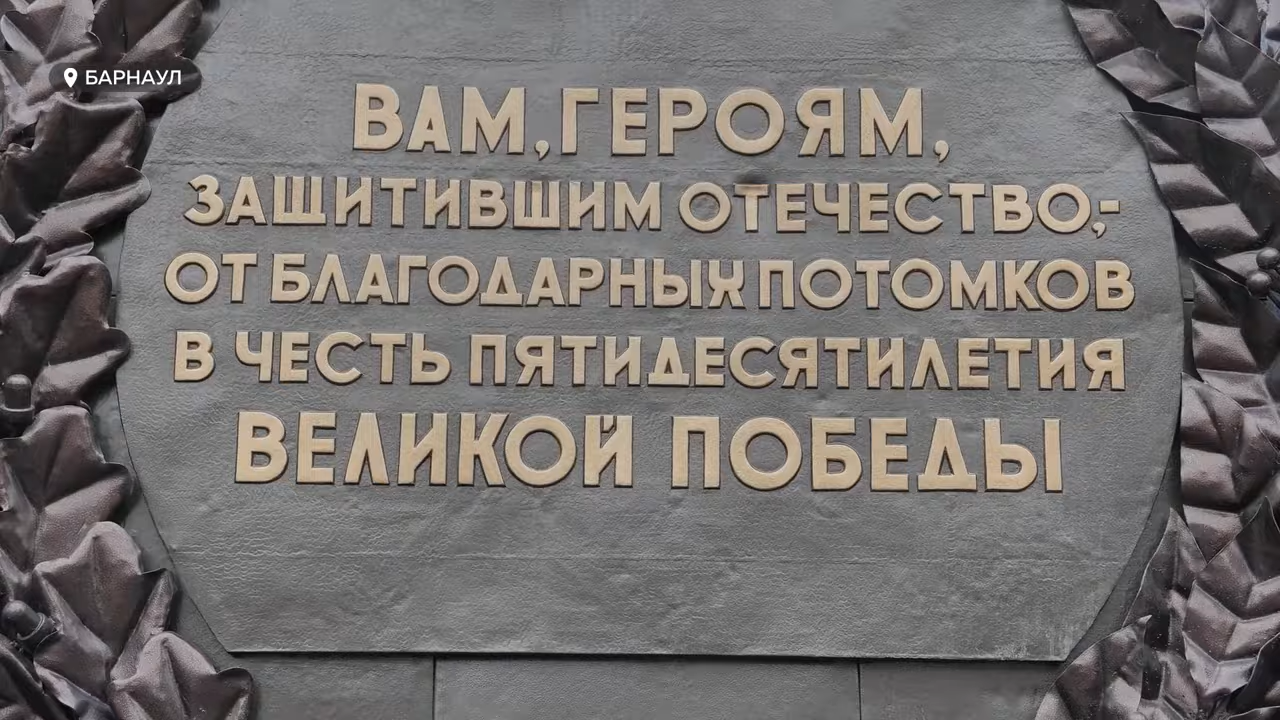 БАРНАУЛ
ВАМ, ГЕРОЯМ,
ЗАЩИТИВШИМ ОТЕЧЕСТВО,-
ОТ БЛАГОДАРНЫХ ПОТОМКОВ
В ЧЕСТЬ ПЯТИДЕСЯТИЛЕТИЯ
ВЕЛИКОЙ ПОБЕДЫ